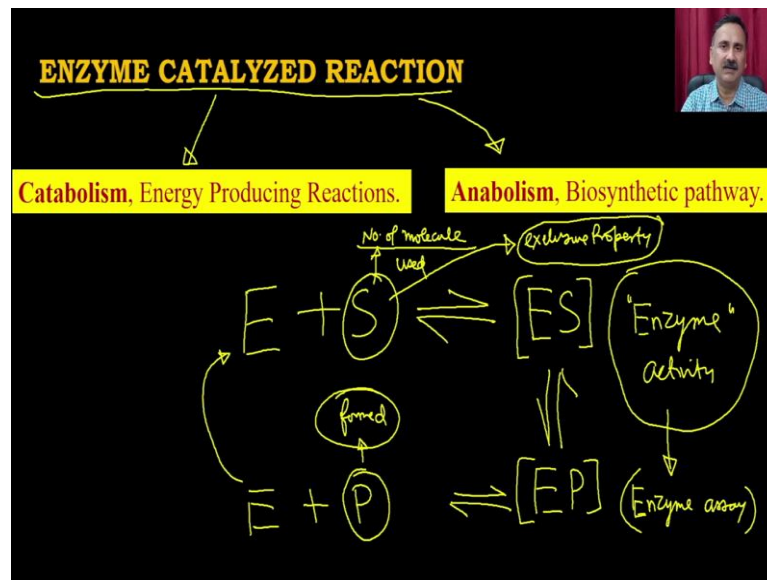 ENZYME CATALYZED REACTION
Catabolism, Energy Producing Reactions.
Anabolism, Biosynthetic pathway.
No. of molecule
used
exclusive Property
E + S ⇌ [ES]
"Enzyme"
activity
formed
E + P ⇌ [EP]
(Enzyme assay)